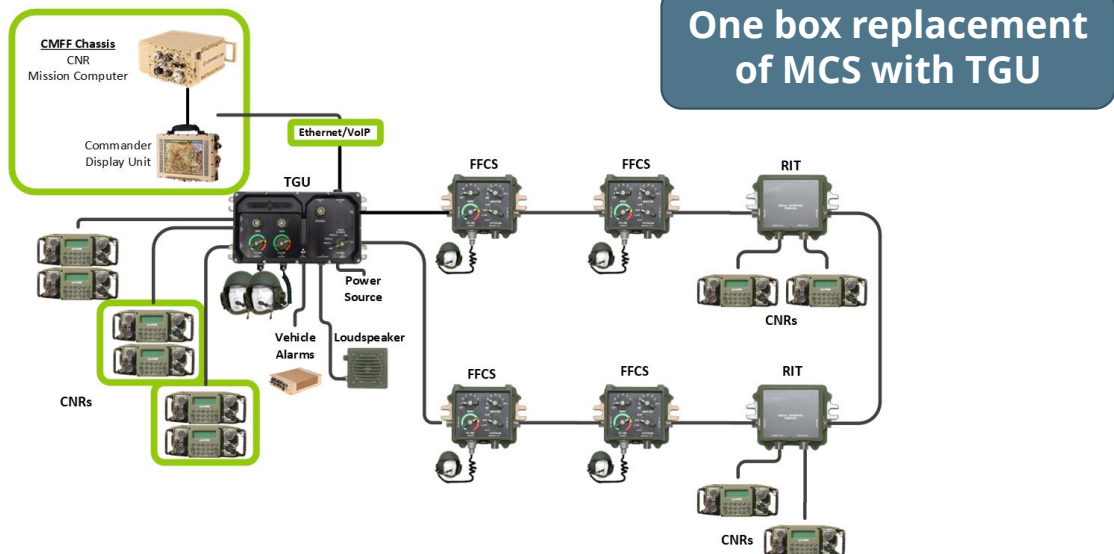 One box replacement
of MCS with TGU
CMFF Chassis
CNR
Mission Computer
Commander
Display Unit
Ethernet/VoIP
TGU
FFCS
FFCS
RIT
Power
Source
Vehicle
Alarms
Loudspeaker
CNRs
CNRs
FFCS
FFCS
RIT
CNRs